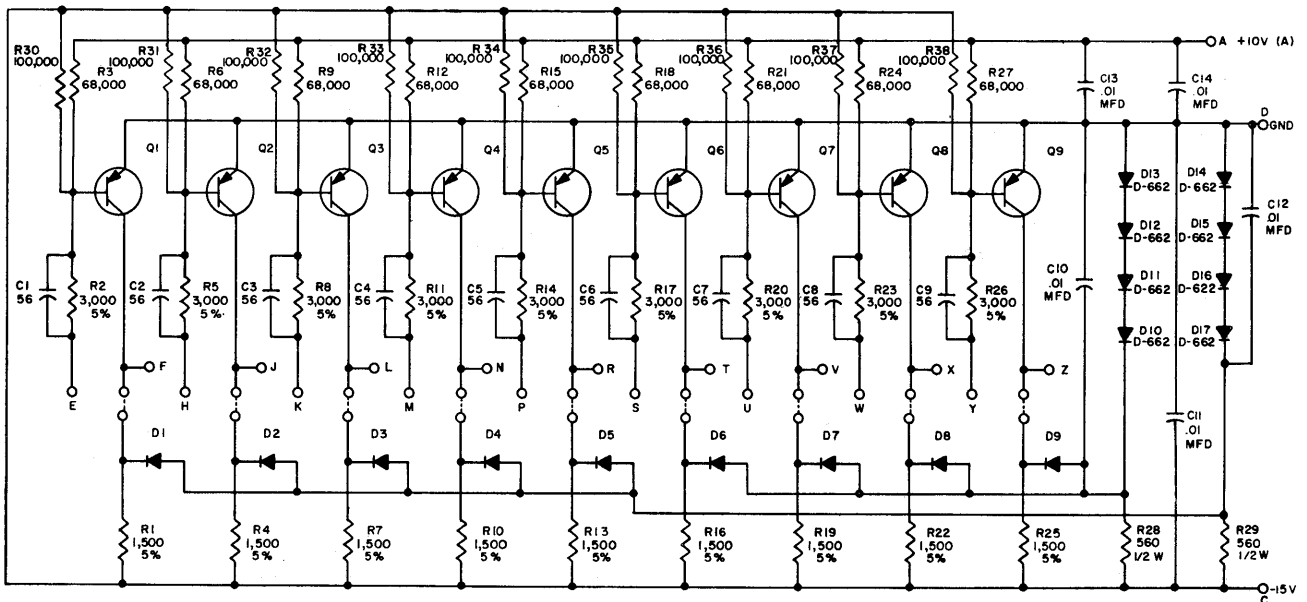 R30
100,000
R3
68,000
R31
100,000
R6
68,000
R32
100,000
R9
68,000
R33
100,000
R12
68,000
R34
100,000
R15
68,000
R35
100,000
R18
68,000
R36
100,000
R21
68,000
R37
100,000
R24
68,000
R38
100,000
R27
68,000
C13
.01
MFD
C14
.01
MFD
A +10V (A)
D
GND
Q1
Q2
Q3
Q4
Q5
Q6
Q7
Q8
Q9
D13
D-662
D14
D-662
D12
D-662
D15
D-662
D11
D-662
D16
D-622
D10
D-662
D17
D-662
C12
.01
MFD
C10
.01
MFD
C11
.01
MFD
C1
56
R2
3,000
5%
C2
56
R5
3,000
5%
C3
56
R8
3,000
5%
C4
56
R11
3,000
5%
C5
56
R14
3,000
5%
C6
56
R17
3,000
5%
C7
56
R20
3,000
5%
C8
56
R23
3,000
5%
C9
56
R26
3,000
5%
F
J
L
N
R
T
V
X
Z
E
H
K
M
P
S
U
W
Y
D1
D2
D3
D4
D5
D6
D7
D8
D9
R1
1,500
5%
R4
1,500
5%
R7
1,500
5%
R10
1,500
5%
R13
1,500
5%
R16
1,500
5%
R19
1,500
5%
R22
1,500
5%
R25
1,500
5%
R28
560
1/2 W
R29
560
1/2 W
-15V
C